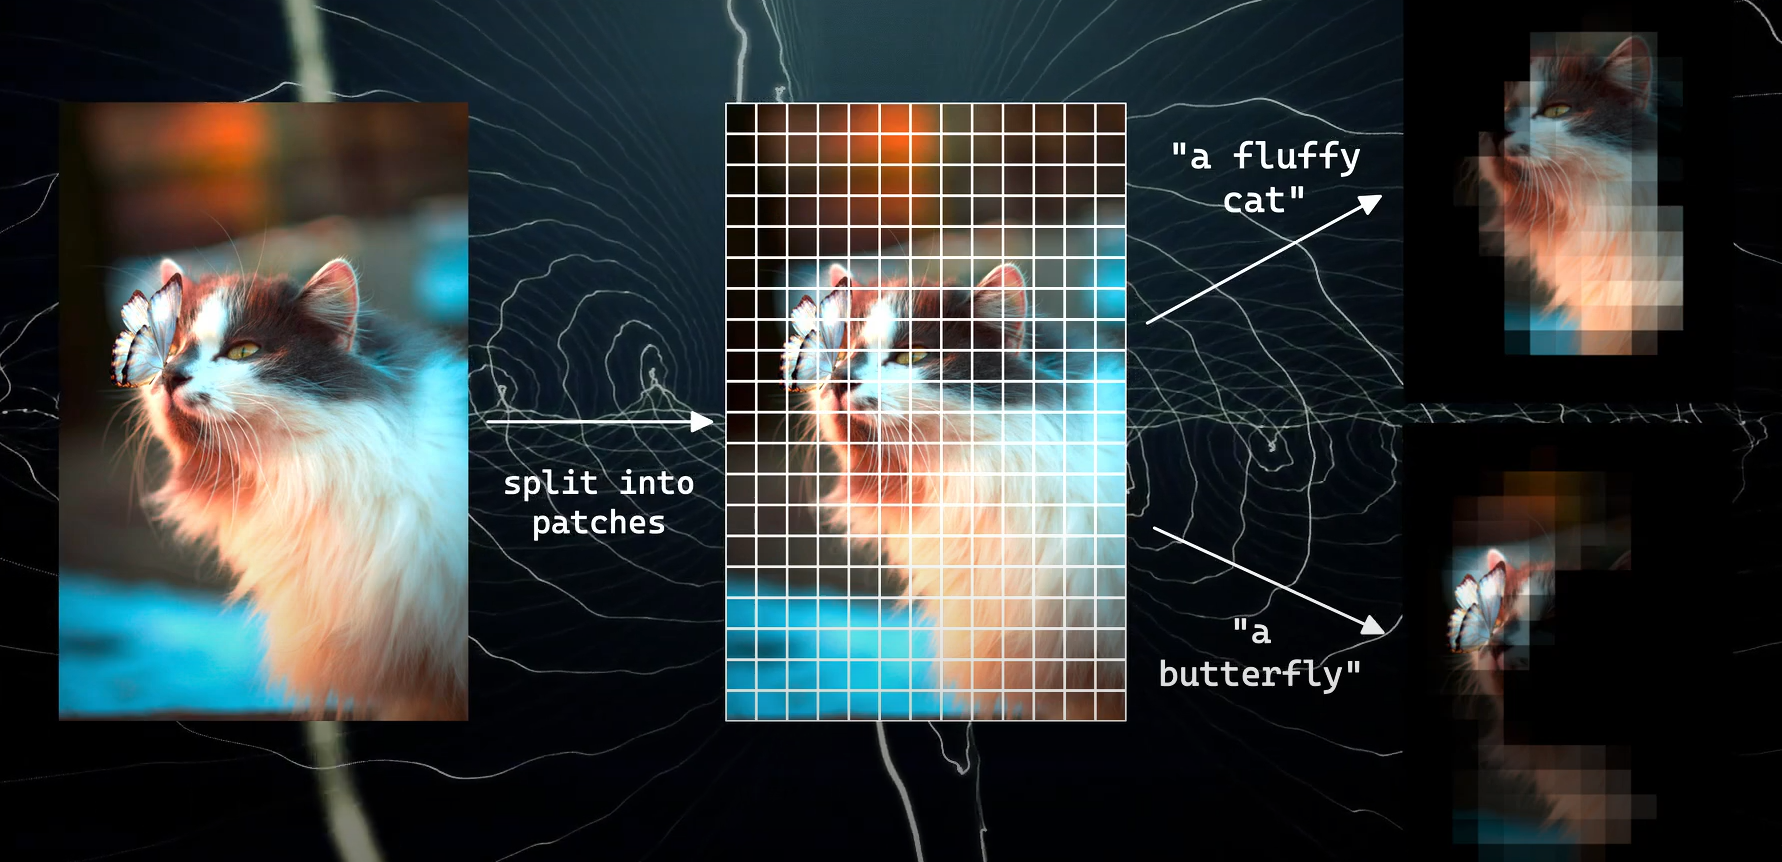 split into
patches
"a fluffy
cat"
"a
butterfly"